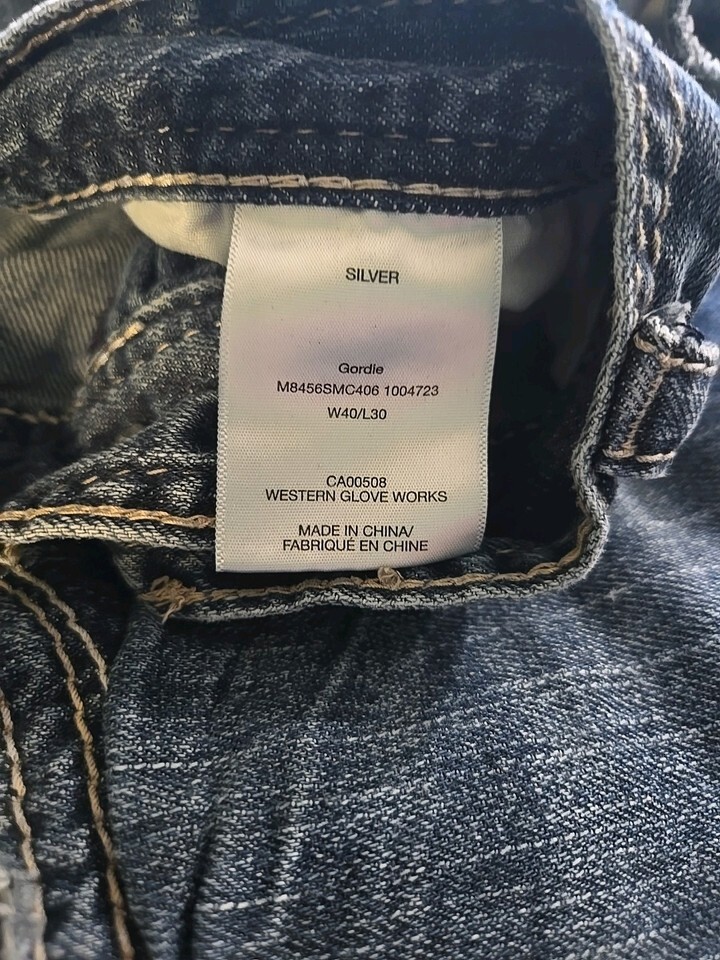 SILVER
Gordie
M8456SMC406 1004723
W40/L30
CA00508
WESTERN GLOVE WORKS
MADE IN CHINA/
FABRIQUÉ EN CHINE